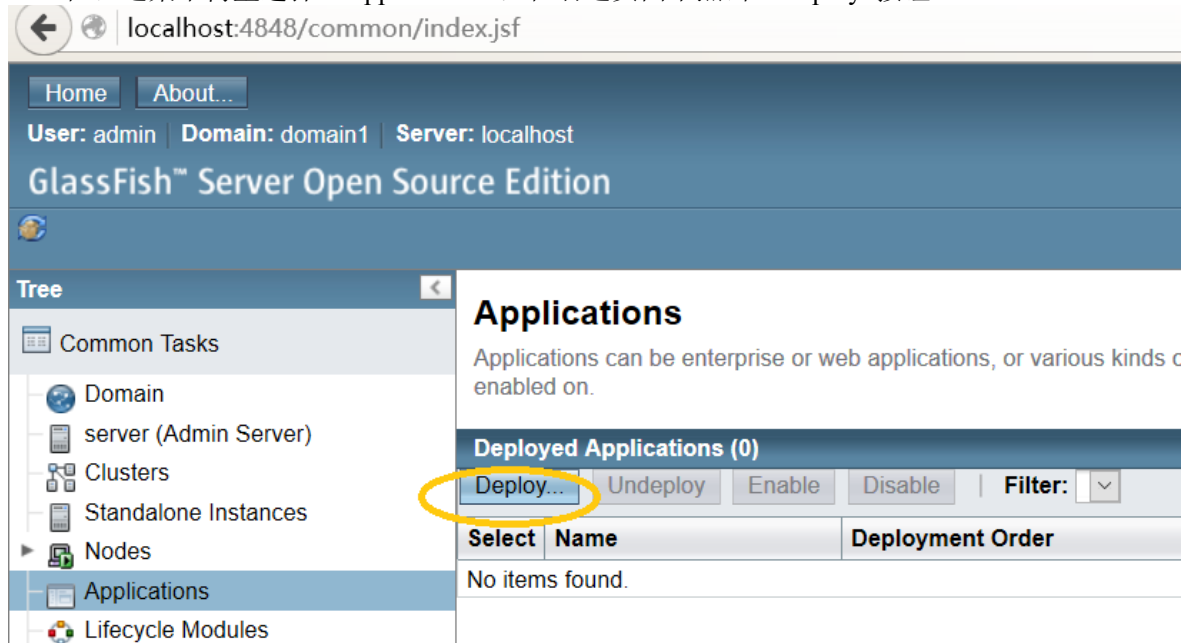 localhost:4848/common/index.jsf
Home About...
User: admin Domain: domain1 Server: localhost
GlassFish™ Server Open Source Edition
Tree
Common Tasks
Domain
server (Admin Server)
Clusters
Standalone Instances
Nodes
Applications
Lifecycle Modules
Applications
Applications can be enterprise or web applications, or various kinds
enabled on.
Deployed Applications (0)
Deploy... Undeploy Enable Disable | Filter:
Select Name Deployment Order
No items found.